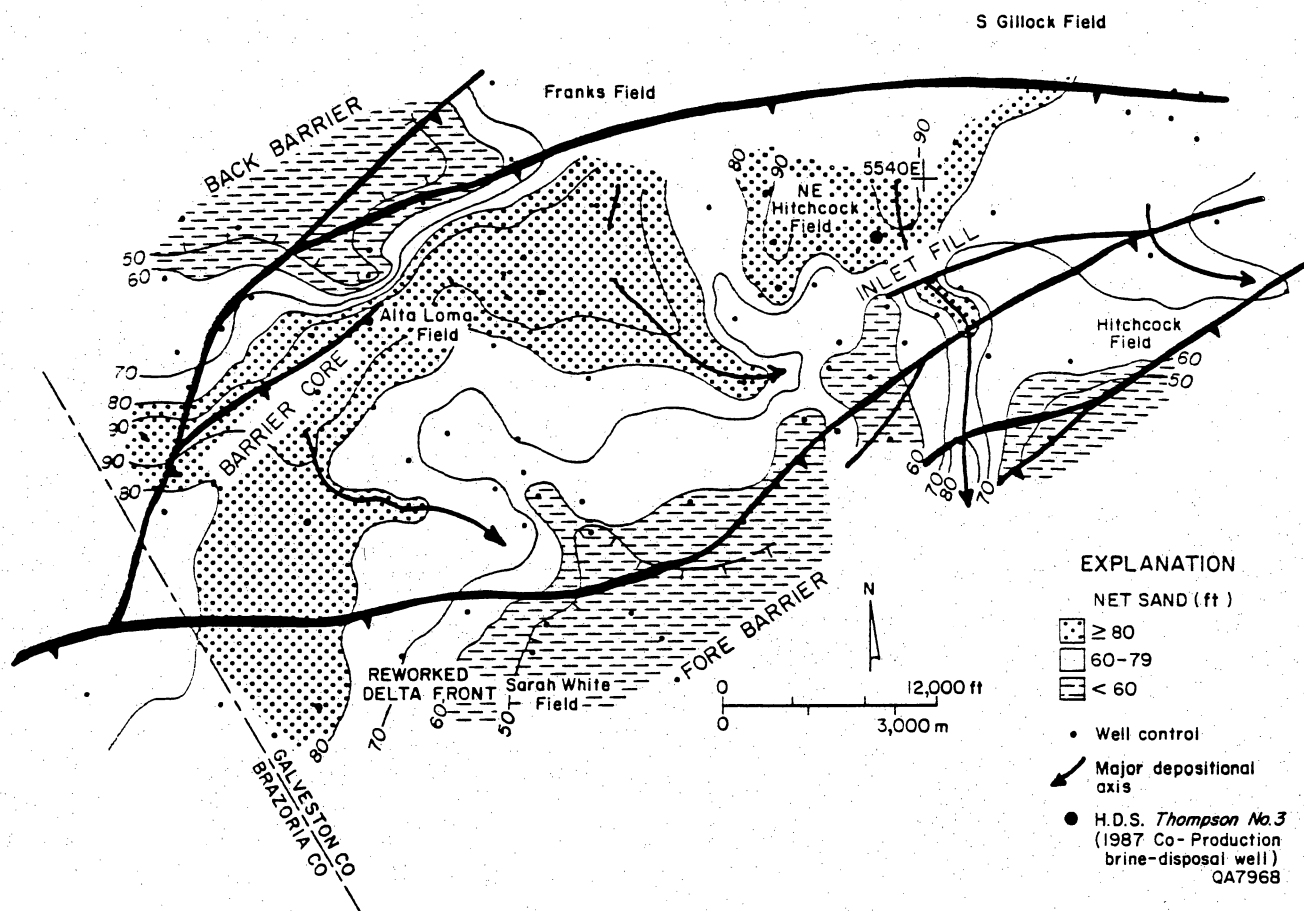 S Gillock Field
Franks Field
BACK BARRIER
90
80
90
5540E
NE
Hitchcock
Field
INLET FILL
50
60
Alta Loma
Field
Hitchcock
Field
60
50
70
80
90
90
80
BARRIER CORE
60
70
80
70
FORE BARRIER
REWORKED
DELTA FRONT
Sarah White
Field
80
70
60
50
GALVESTON CO
BRAZORIA CO
N
0 12,000 ft
0 3,000 m
EXPLANATION
NET SAND (ft)
≥ 80
60-79
< 60
Well control
Major depositional
axis
H.D.S. Thompson No.3
(1987 Co-Production
brine-disposal well)
QA7968